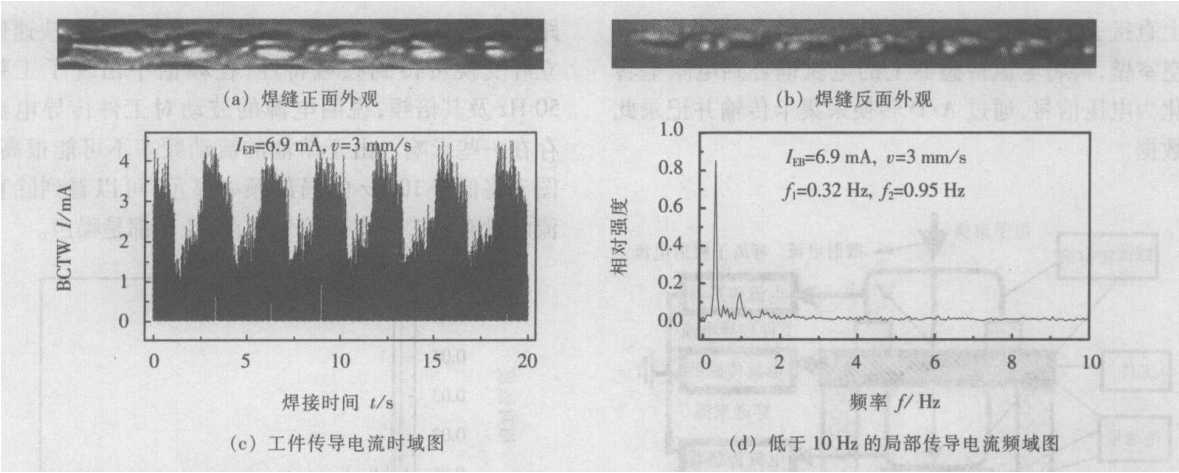 (a) 焊缝正面外观
(b) 焊缝反面外观
I_EB=6.9 mA, v=3 mm/s
BCTW I/mA
4
3
2
1
0
0 5 10 15 20
焊接时间 t/s
(c) 工件传导电流时域图
I_EB=6.9 mA, v=3 mm/s
f₁=0.32 Hz, f₂=0.95 Hz
相对强度
1.0
0.8
0.6
0.4
0.2
0.0
0 2 4 6 8 10
频率 f/ Hz
(d) 低于 10 Hz 的局部传导电流频域图